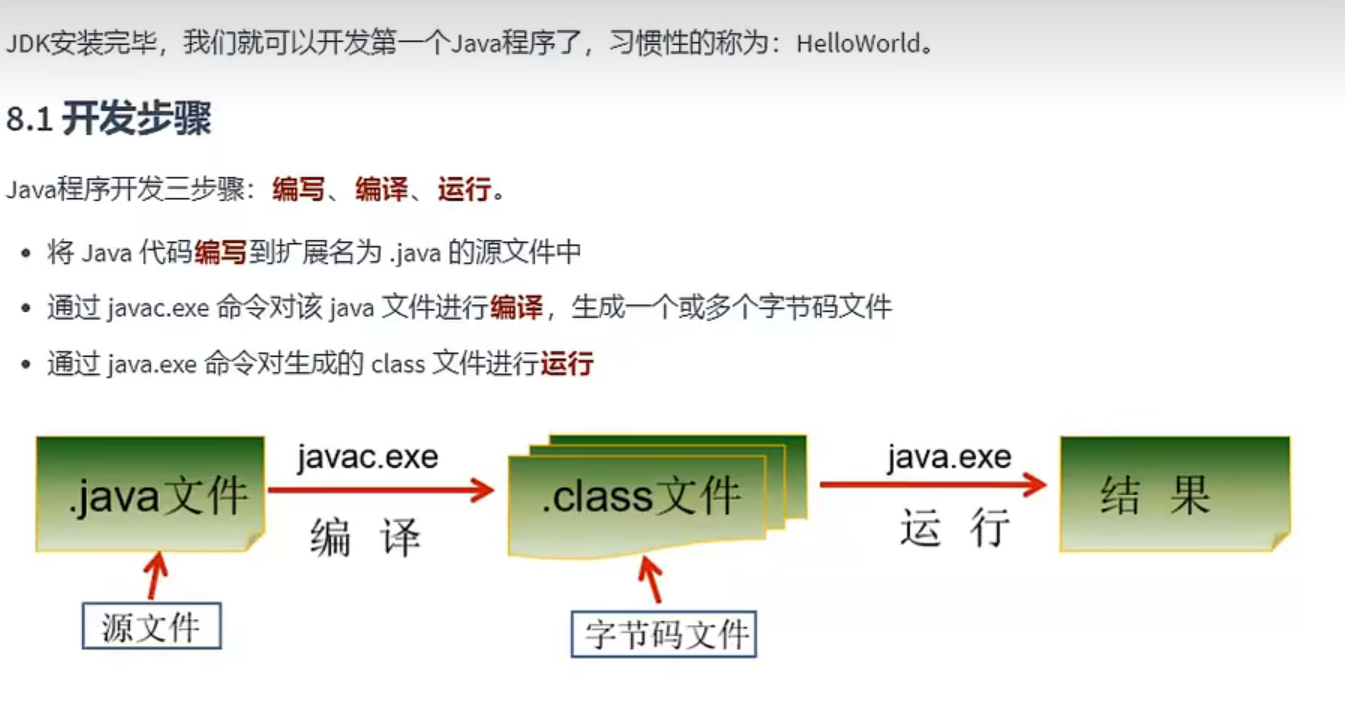 JDK安装完毕，我们就可以开发第一个Java程序了，习惯性的称为：HelloWorld。
8.1 开发步骤
Java程序开发三步骤：编写、编译、运行。
• 将 Java 代码编写到扩展名为 .java 的源文件中
• 通过 javac.exe 命令对该 java 文件进行编译，生成一个或多个字节码文件
• 通过 java.exe 命令对生成的 class 文件进行运行
.java文件
javac.exe
编 译
.class文件
java.exe
运 行
结 果
源文件
字节码文件